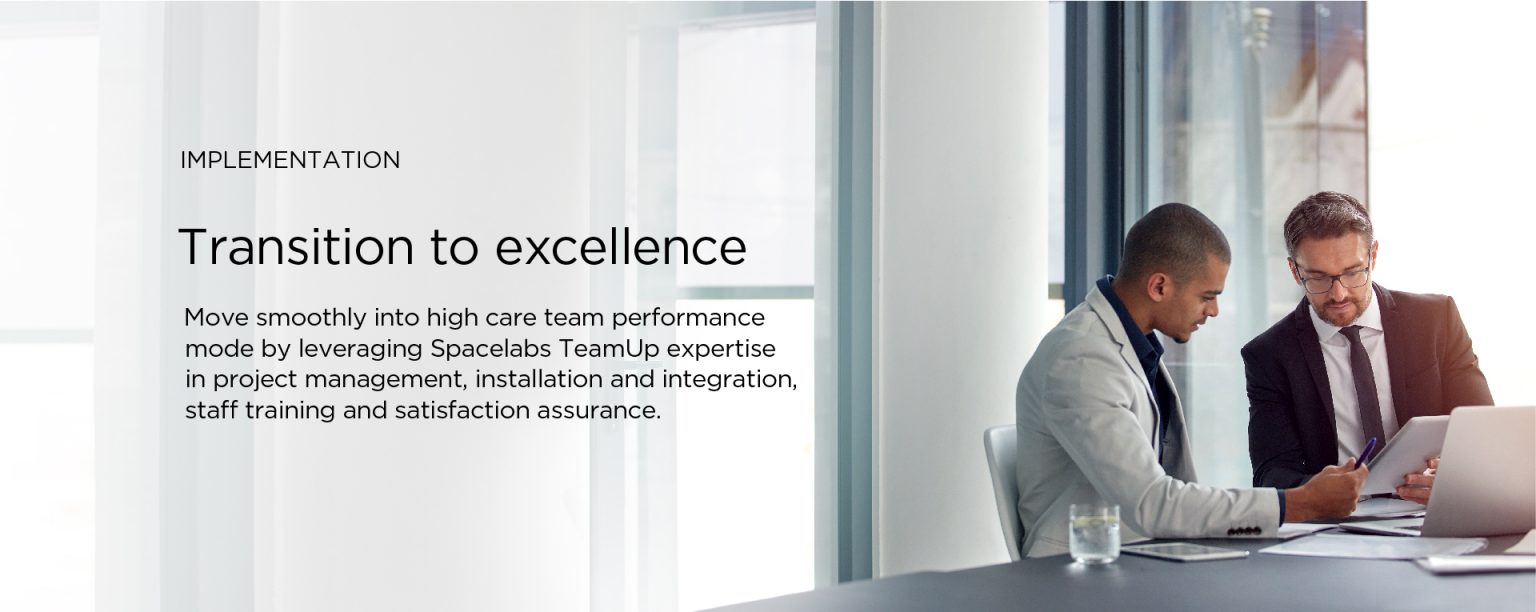 IMPLEMENTATION
Transition to excellence
Move smoothly into high care team performance
mode by leveraging Spacelabs TeamUp expertise
in project management, installation and integration,
staff training and satisfaction assurance.